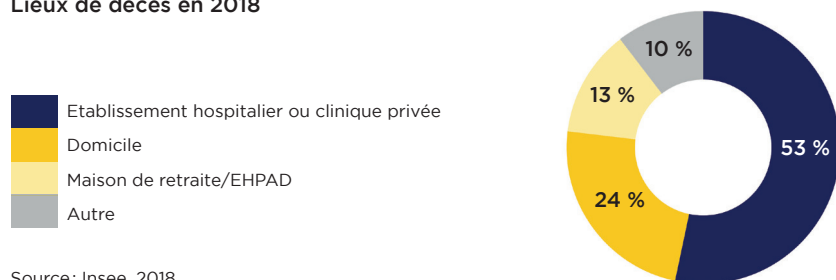 Lieux de décès en 2018
Etablissement hospitalier ou clinique privée
Domicile
Maison de retraite/EHPAD
Autre
10 %
13 %
53 %
24 %
Source : Insee, 2018